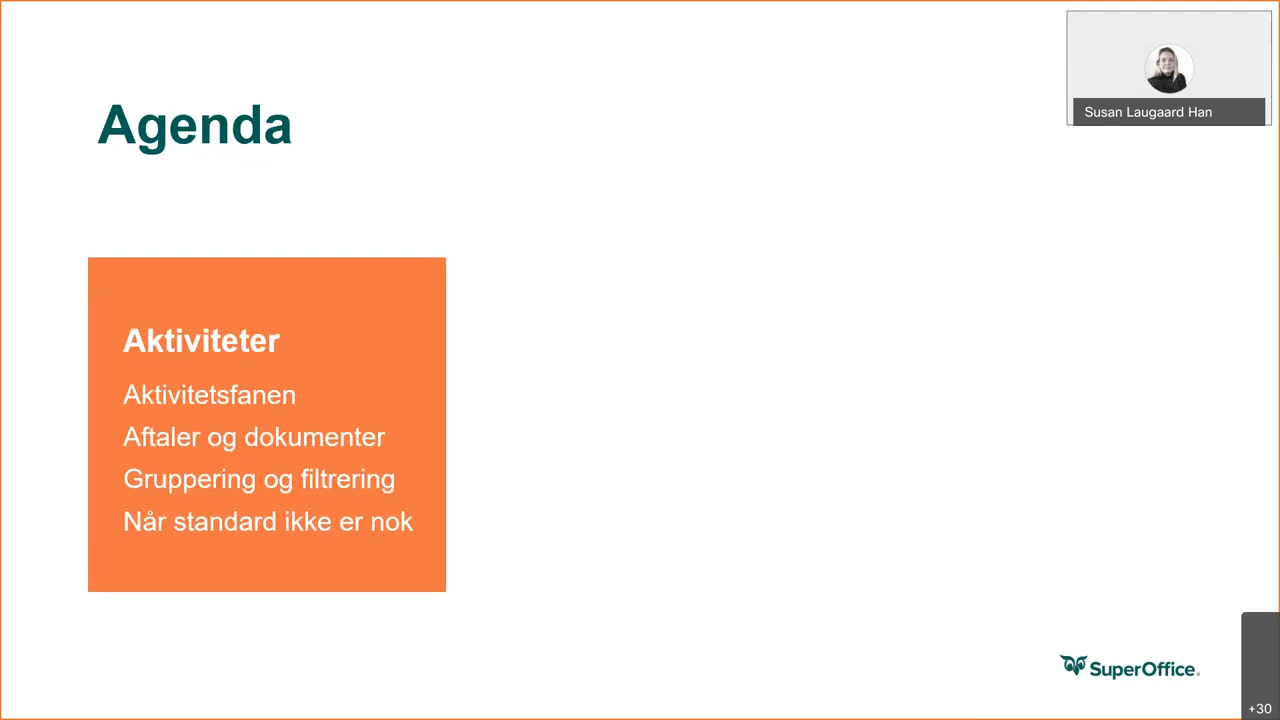 Agenda
Susan Laugaard Han
Aktiviteter
Aktivitetsfanen
Aftaler og dokumenter
Gruppering og filtrering
Når standard ikke er nok
SuperOffice.
+30